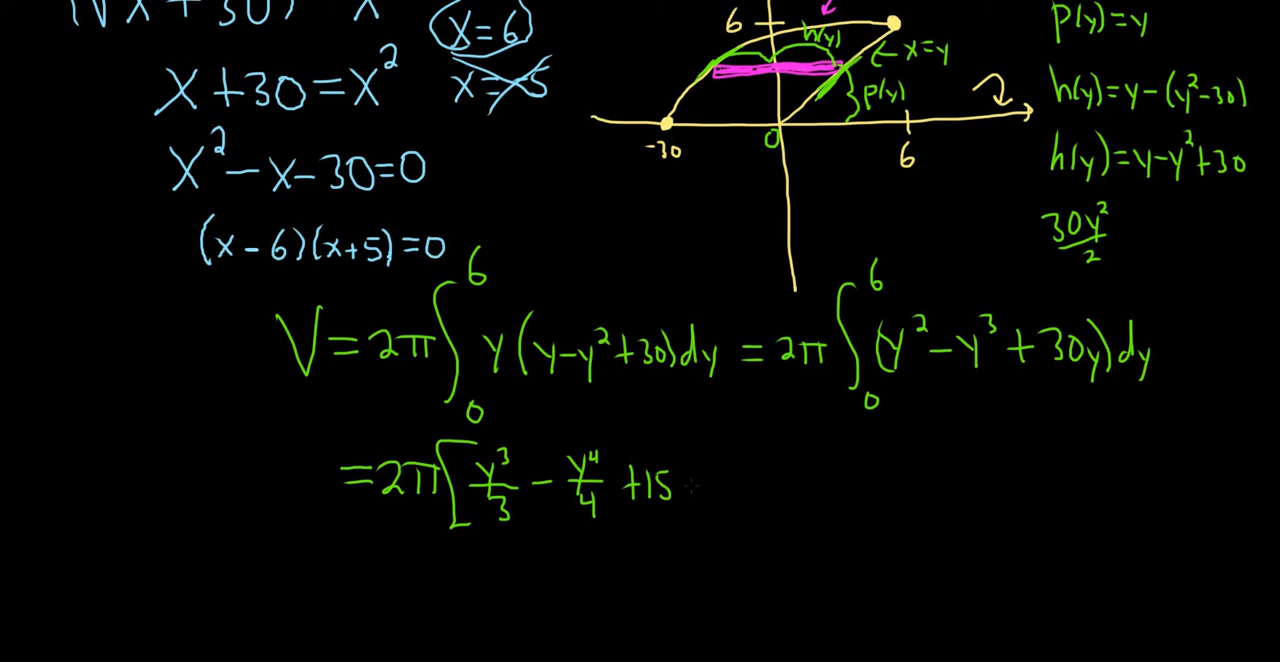 (√x+30)² x²
x+30=x²
x²-x-30=0
(x-6)(x+5)=0
x=6
x=-5
6
h(y)
x=y
p(y)
-30
0
6
p(y)=y
h(y)=y-(y²-30)
h(y)=y-y²+30
30y²/2
V=2π∫₀⁶ y(y-y²+30)dy = 2π∫₀⁶ (y²-y³+30y)dy
=2π[y³/3 - y⁴/4 +15